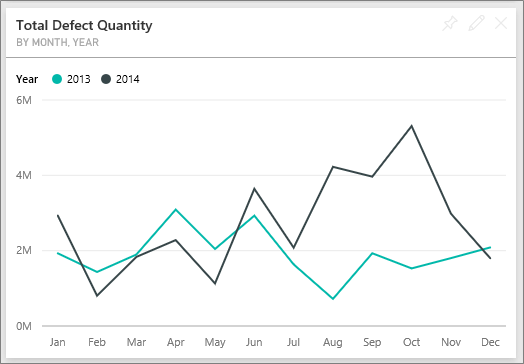 Total Defect Quantity
BY MONTH, YEAR
Year 2013 2014
6M
4M
2M
0M
Jan Feb Mar Apr May Jun Jul Aug Sep Oct Nov Dec